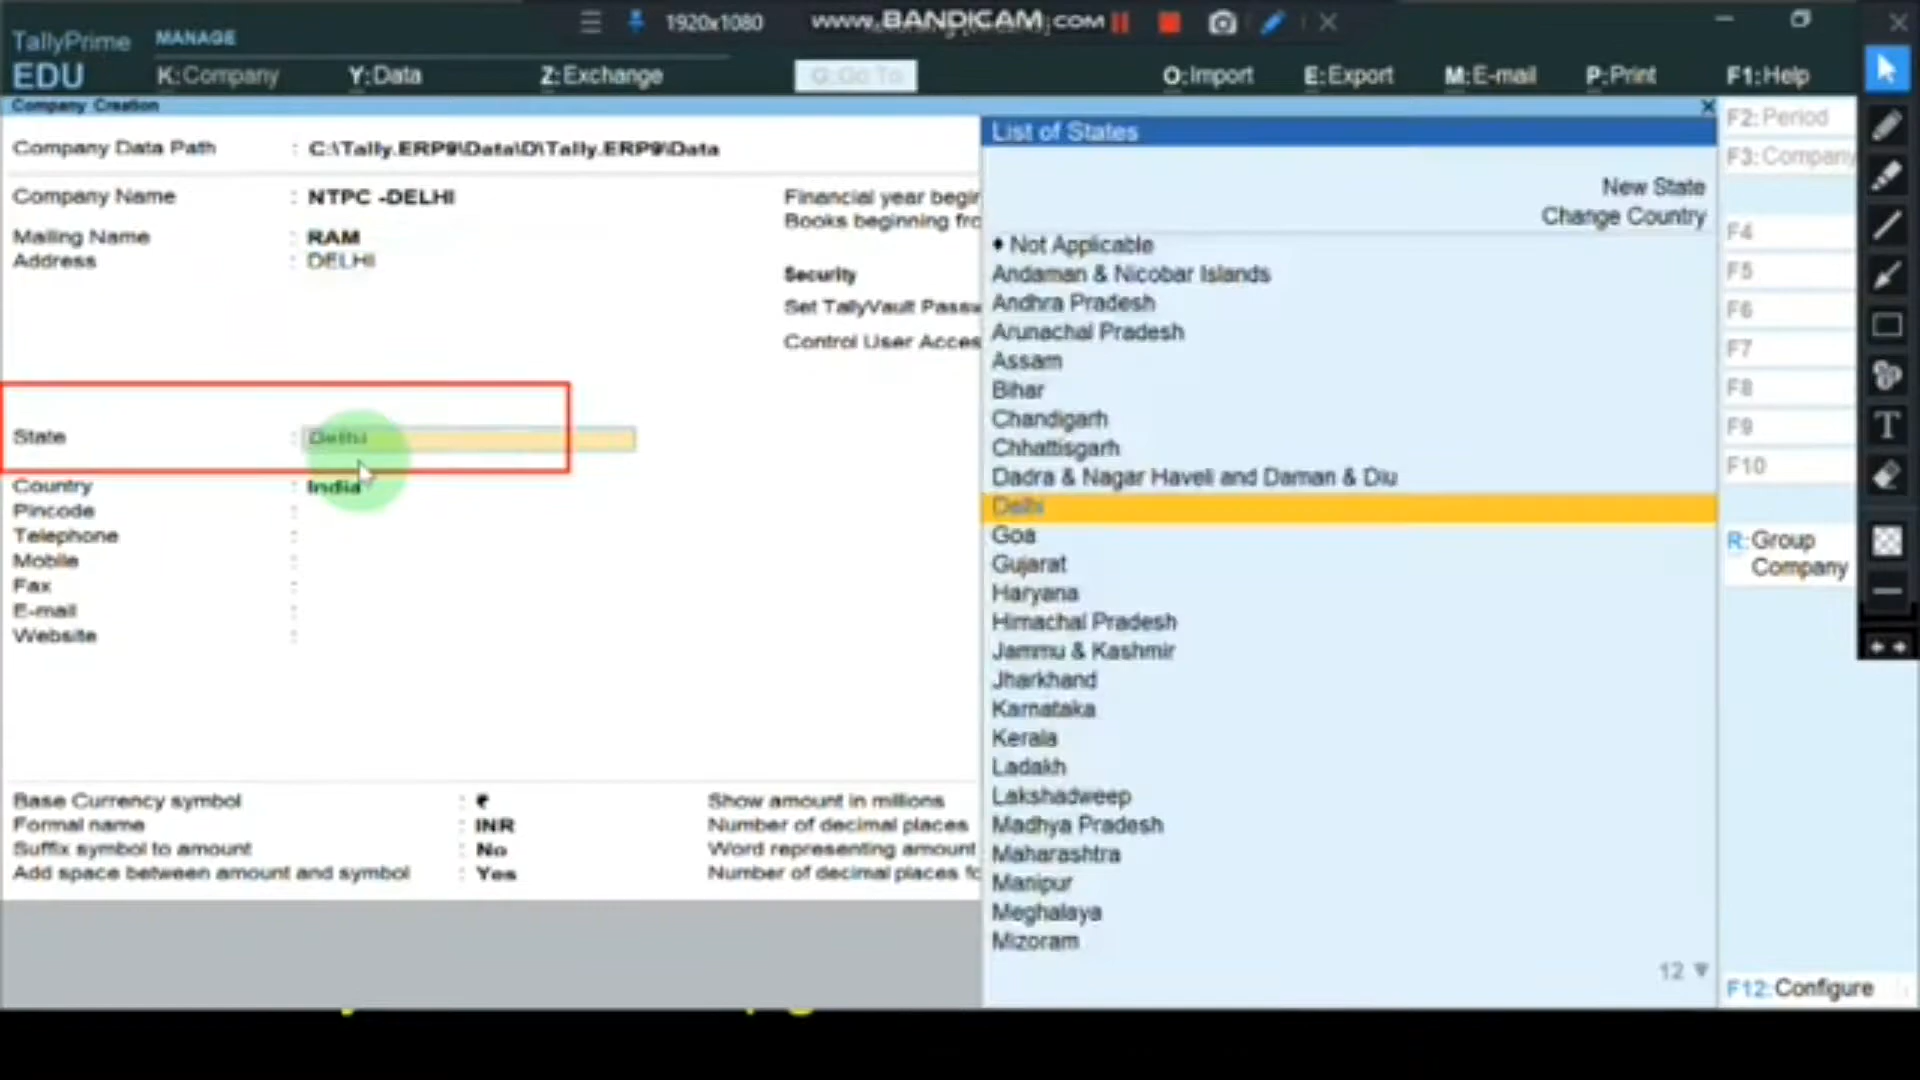 1920x1080
www.BANDICAM.COM
TallyPrime
MANAGE
EDU
K:Company
Y:Data
Z:Exchange
G:Go To
O:Import
E:Export
M:E-mail
P:Print
F1:Help
Company Creation
Company Data Path : C:\Tally.ERP9\Data\D\Tally.ERP9\Data
Company Name : NTPC -DELHI
Mailing Name : RAM
Address : DELHI
State : Delhi
Country : India
Pincode :
Telephone :
Mobile :
Fax :
E-mail :
Website :
Financial year begin
Books beginning fro
Security
Set TallyVault Passw
Control User Acces
Base Currency symbol : ₹
Formal name : INR
Suffix symbol to amount : No
Add space between amount and symbol : Yes
Show amount in millions
Number of decimal places
Word representing amount
Number of decimal places fo
List of States
New State
Change Country
♦ Not Applicable
Andaman & Nicobar Islands
Andhra Pradesh
Arunachal Pradesh
Assam
Bihar
Chandigarh
Chhattisgarh
Dadra & Nagar Haveli and Daman & Diu
Delhi
Goa
Gujarat
Haryana
Himachal Pradesh
Jammu & Kashmir
Jharkhand
Karnataka
Kerala
Ladakh
Lakshadweep
Madhya Pradesh
Maharashtra
Manipur
Meghalaya
Mizoram
12 ▼
F2:Period
F3:Company
F4
F5
F6
F7
F8
F9
F10
R:Group
Company
F12:Configure